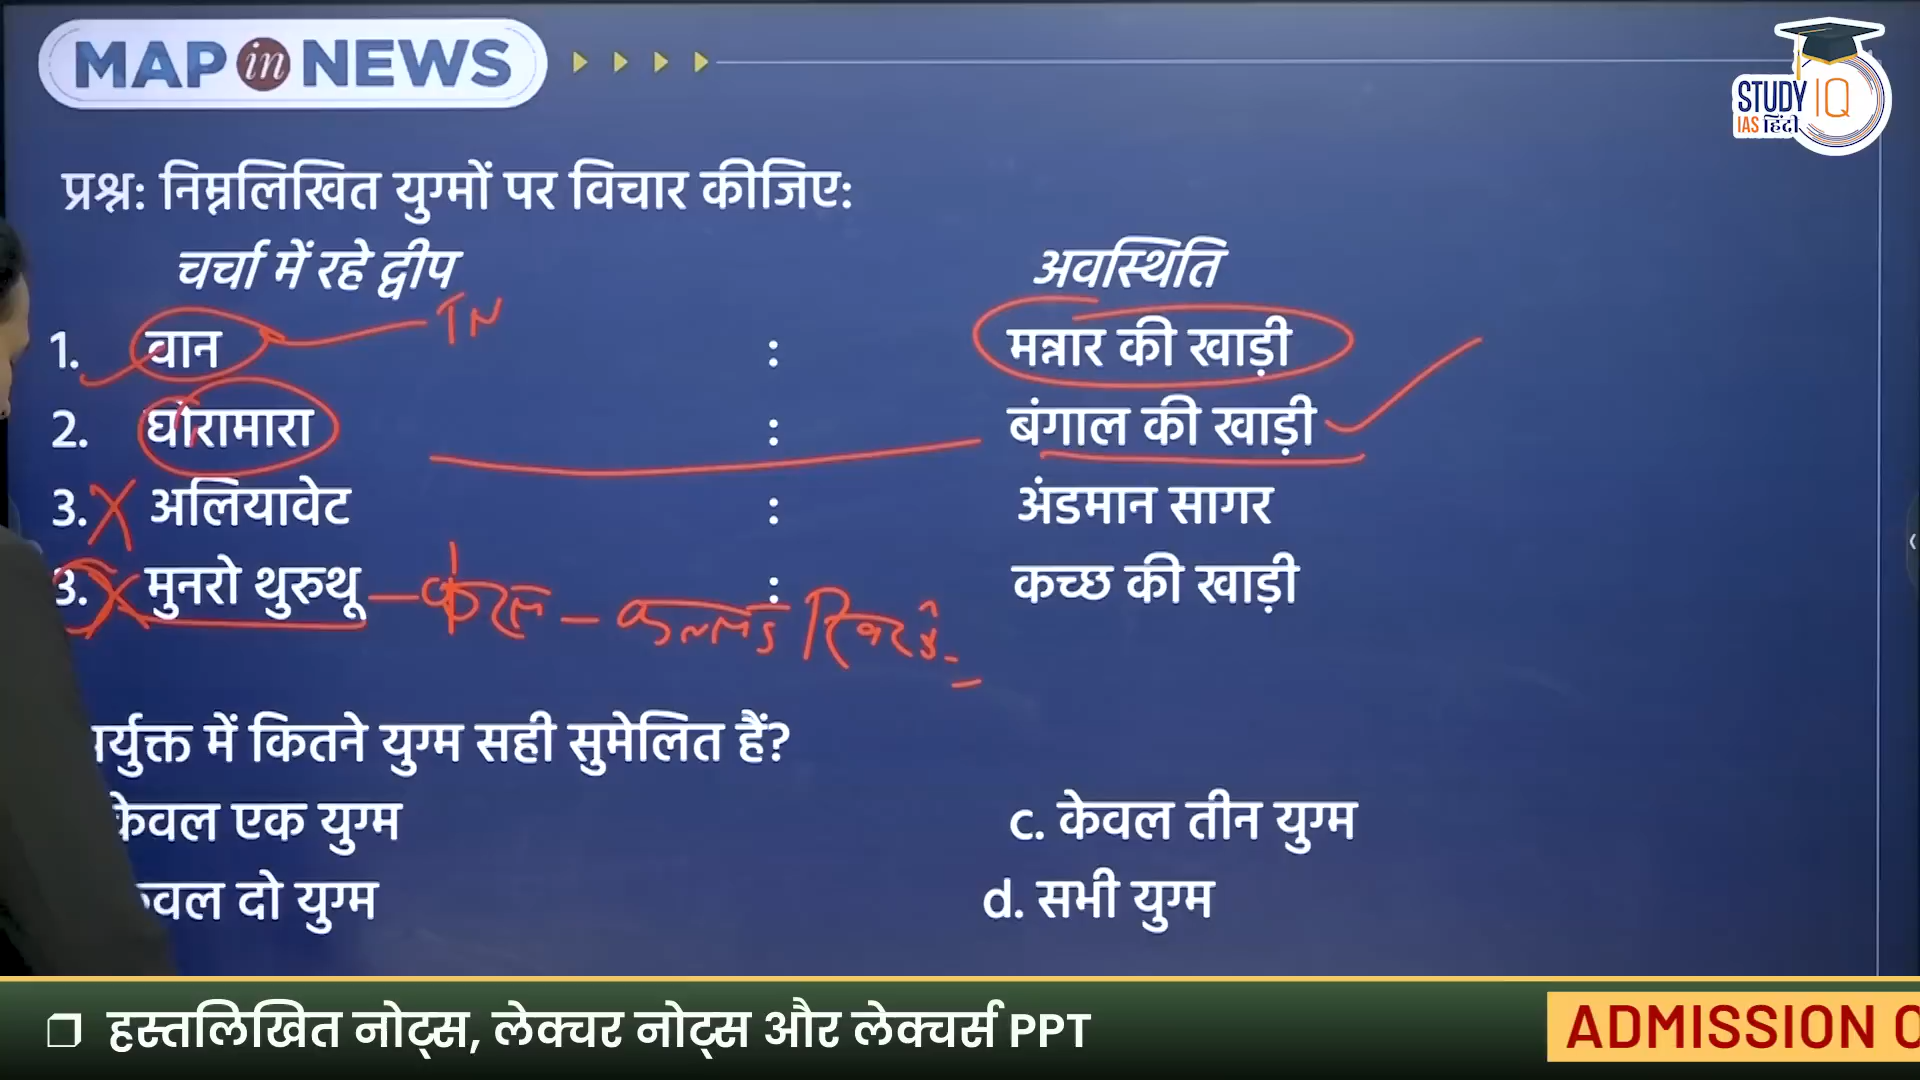 MAP in NEWS
STUDY IQ
IAS हिंदी
प्रश्न: निम्नलिखित युग्मों पर विचार कीजिए:
चर्चा में रहे द्वीप अवस्थिति
TN
1. वान : मन्नार की खाड़ी
2. घोरामारा : बंगाल की खाड़ी
3. अलियावेट : अंडमान सागर
3. मुनरो थुरुथू : कच्छ की खाड़ी
में कितने युग्म सही सुमेलित हैं?
केवल एक युग्म c. केवल तीन युग्म
दो युग्म d. सभी युग्म
हस्तलिखित नोट्स, लेक्चर नोट्स और लेक्चर्स PPT
ADMISSION